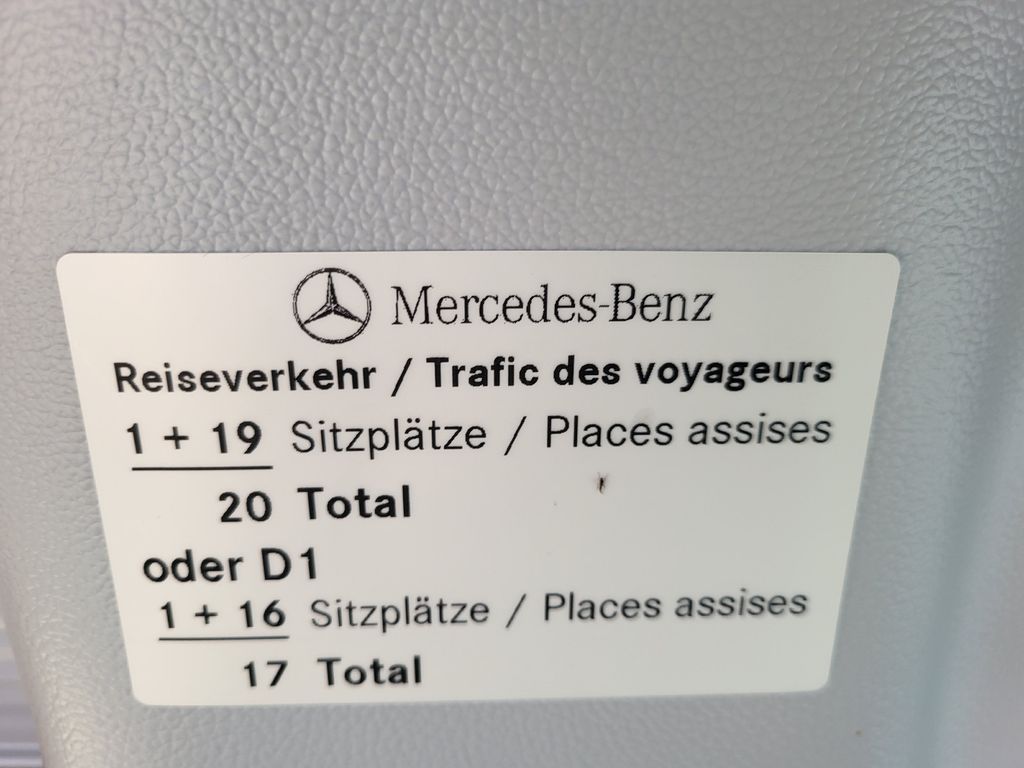 Mercedes-Benz
Reiseverkehr / Trafic des voyageurs
1 + 19 Sitzplätze / Places assises
20 Total
oder D1
1 + 16 Sitzplätze / Places assises
17 Total